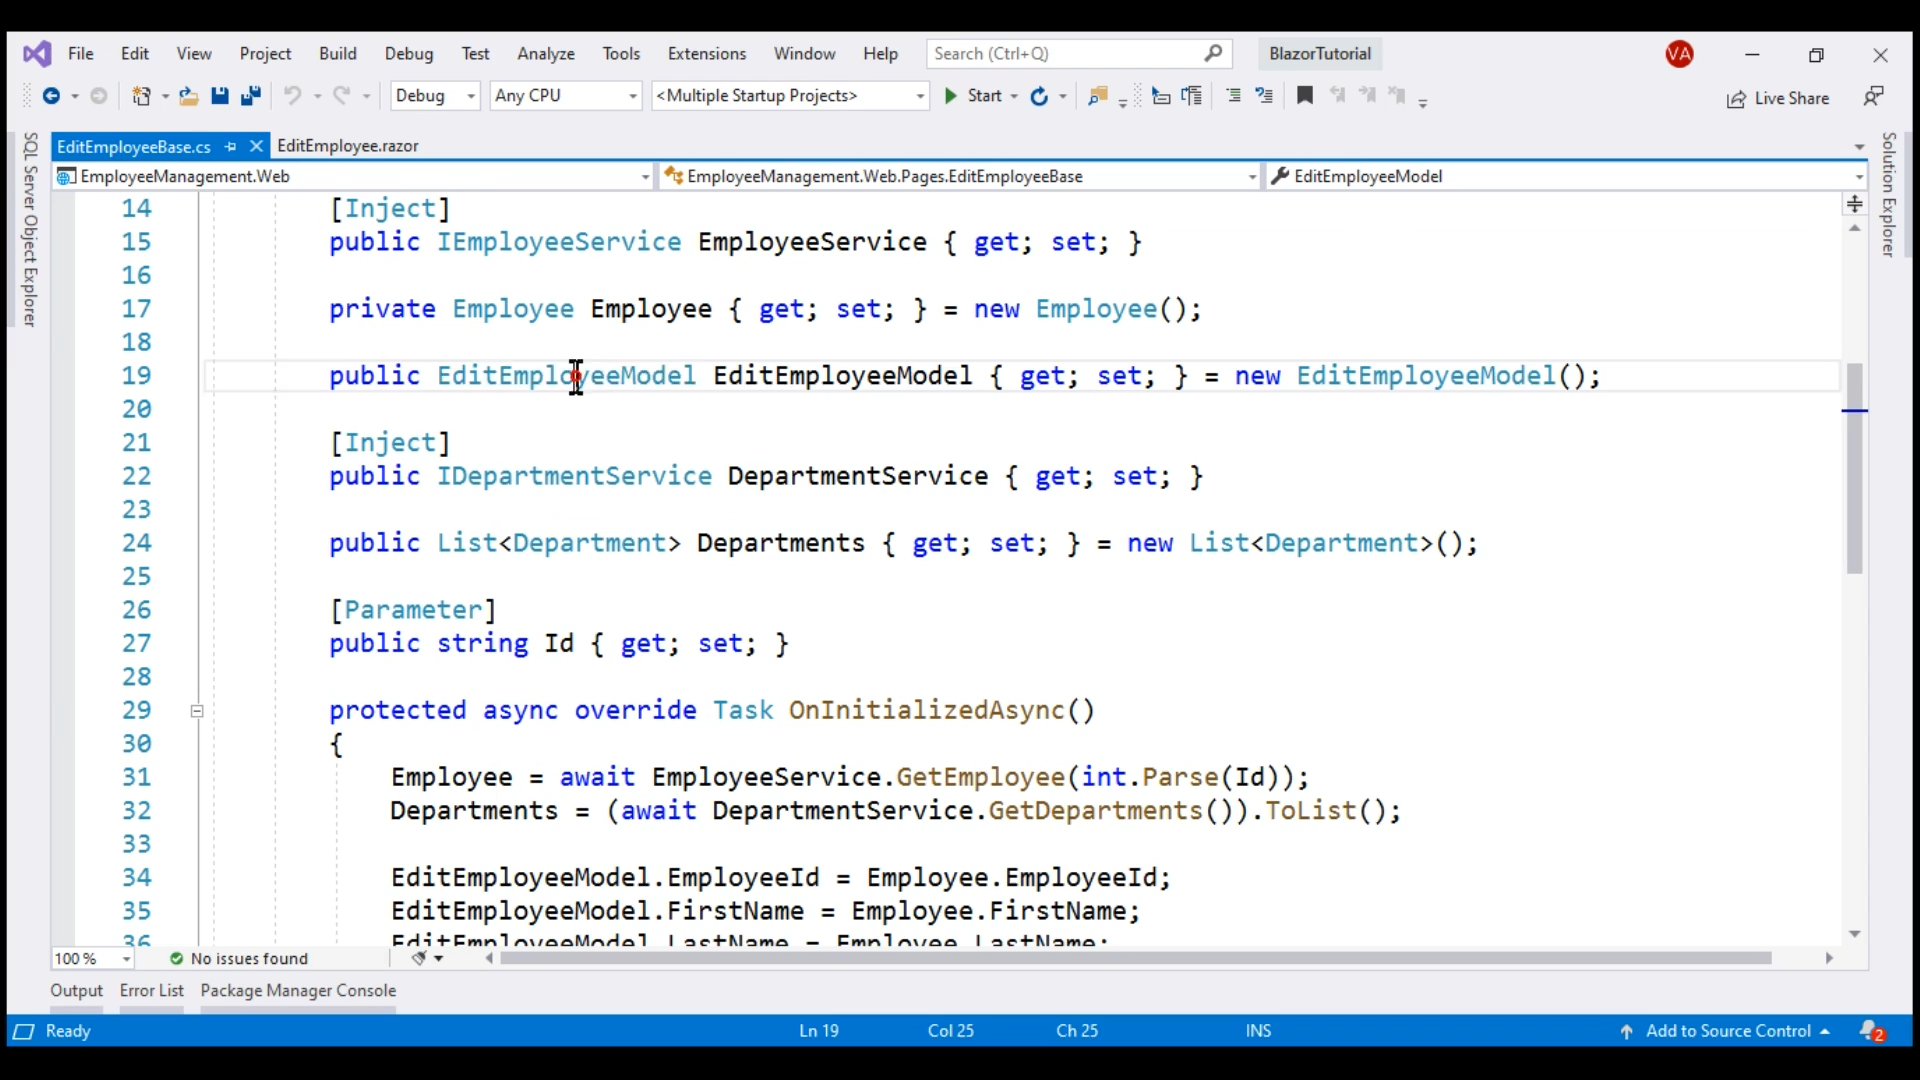 File Edit View Project Build Debug Test Analyze Tools Extensions Window Help Search (Ctrl+Q) BlazorTutorial VA
Debug Any CPU <Multiple Startup Projects> Start Live Share
SQL Server Object Explorer
EditEmployeeBase.cs EditEmployee.razor
Solution Explorer
EmployeeManagement.Web EmployeeManagement.Web.Pages.EditEmployeeBase EditEmployeeModel
14 [Inject]
15 public IEmployeeService EmployeeService { get; set; }
16
17 private Employee Employee { get; set; } = new Employee();
18
19 public EditEmployeeModel EditEmployeeModel { get; set; } = new EditEmployeeModel();
20
21 [Inject]
22 public IDepartmentService DepartmentService { get; set; }
23
24 public List<Department> Departments { get; set; } = new List<Department>();
25
26 [Parameter]
27 public string Id { get; set; }
28
29 protected async override Task OnInitializedAsync()
30 {
31 Employee = await EmployeeService.GetEmployee(int.Parse(Id));
32 Departments = (await DepartmentService.GetDepartments()).ToList();
33
34 EditEmployeeModel.EmployeeId = Employee.EmployeeId;
35 EditEmployeeModel.FirstName = Employee.FirstName;
36 EditEmployeeModel.LastName = Employee.LastName;
100 % No issues found
Output Error List Package Manager Console
Ready Ln 19 Col 25 Ch 25 INS Add to Source Control 2